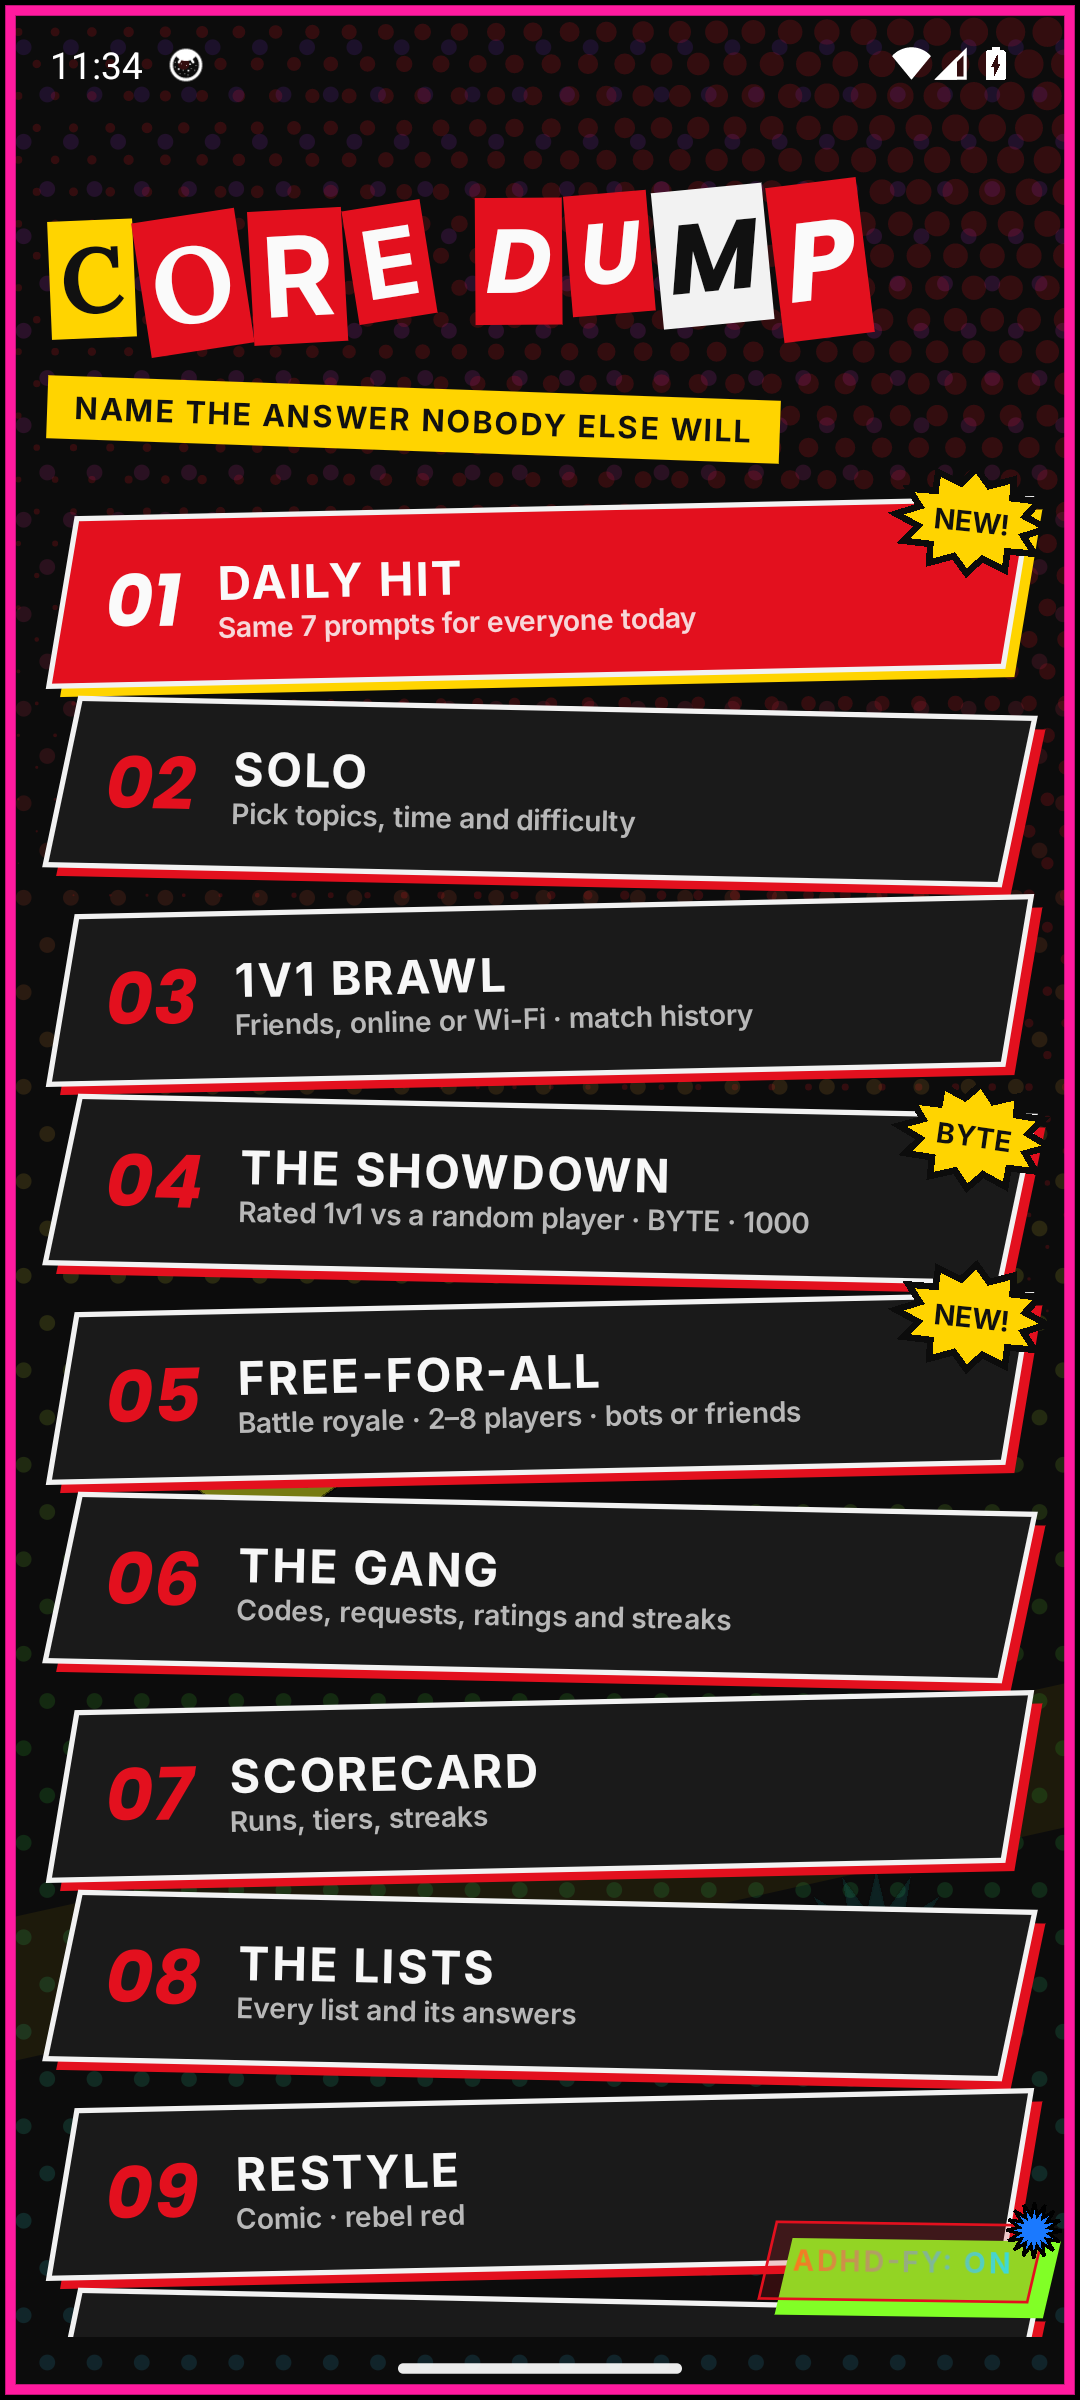 11:34
CORE DUMP
NAME THE ANSWER NOBODY ELSE WILL
NEW!
01 DAILY HIT
Same 7 prompts for everyone today
02 SOLO
Pick topics, time and difficulty
03 1V1 BRAWL
Friends, online or Wi-Fi · match history
BYTE
04 THE SHOWDOWN
Rated 1v1 vs a random player · BYTE · 1000
NEW!
05 FREE-FOR-ALL
Battle royale · 2–8 players · bots or friends
06 THE GANG
Codes, requests, ratings and streaks
07 SCORECARD
Runs, tiers, streaks
08 THE LISTS
Every list and its answers
09 RESTYLE
Comic · rebel red
ADHD-FY: ON